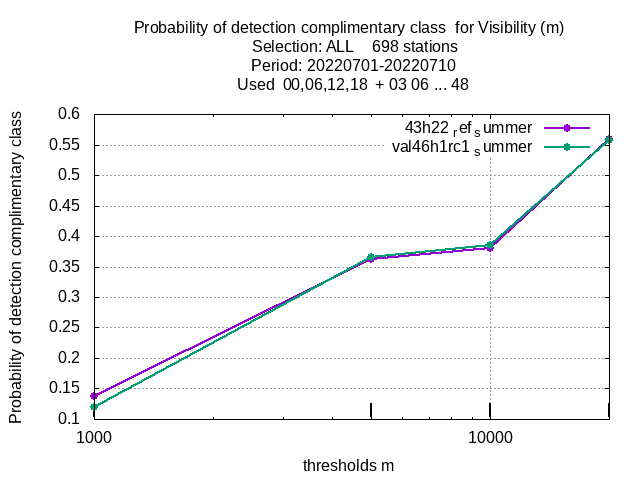 Probability of detection complimentary class  for Visibility (m)
Selection: ALL    698 stations
Period: 20220701-20220710
Used  00,06,12,18  + 03 06 ... 48
Probability of detection complimentary class
0.6
0.55
0.5
0.45
0.4
0.35
0.3
0.25
0.2
0.15
0.1
43h22refsummer
val46h1rc1summer
1000
10000
thresholds m